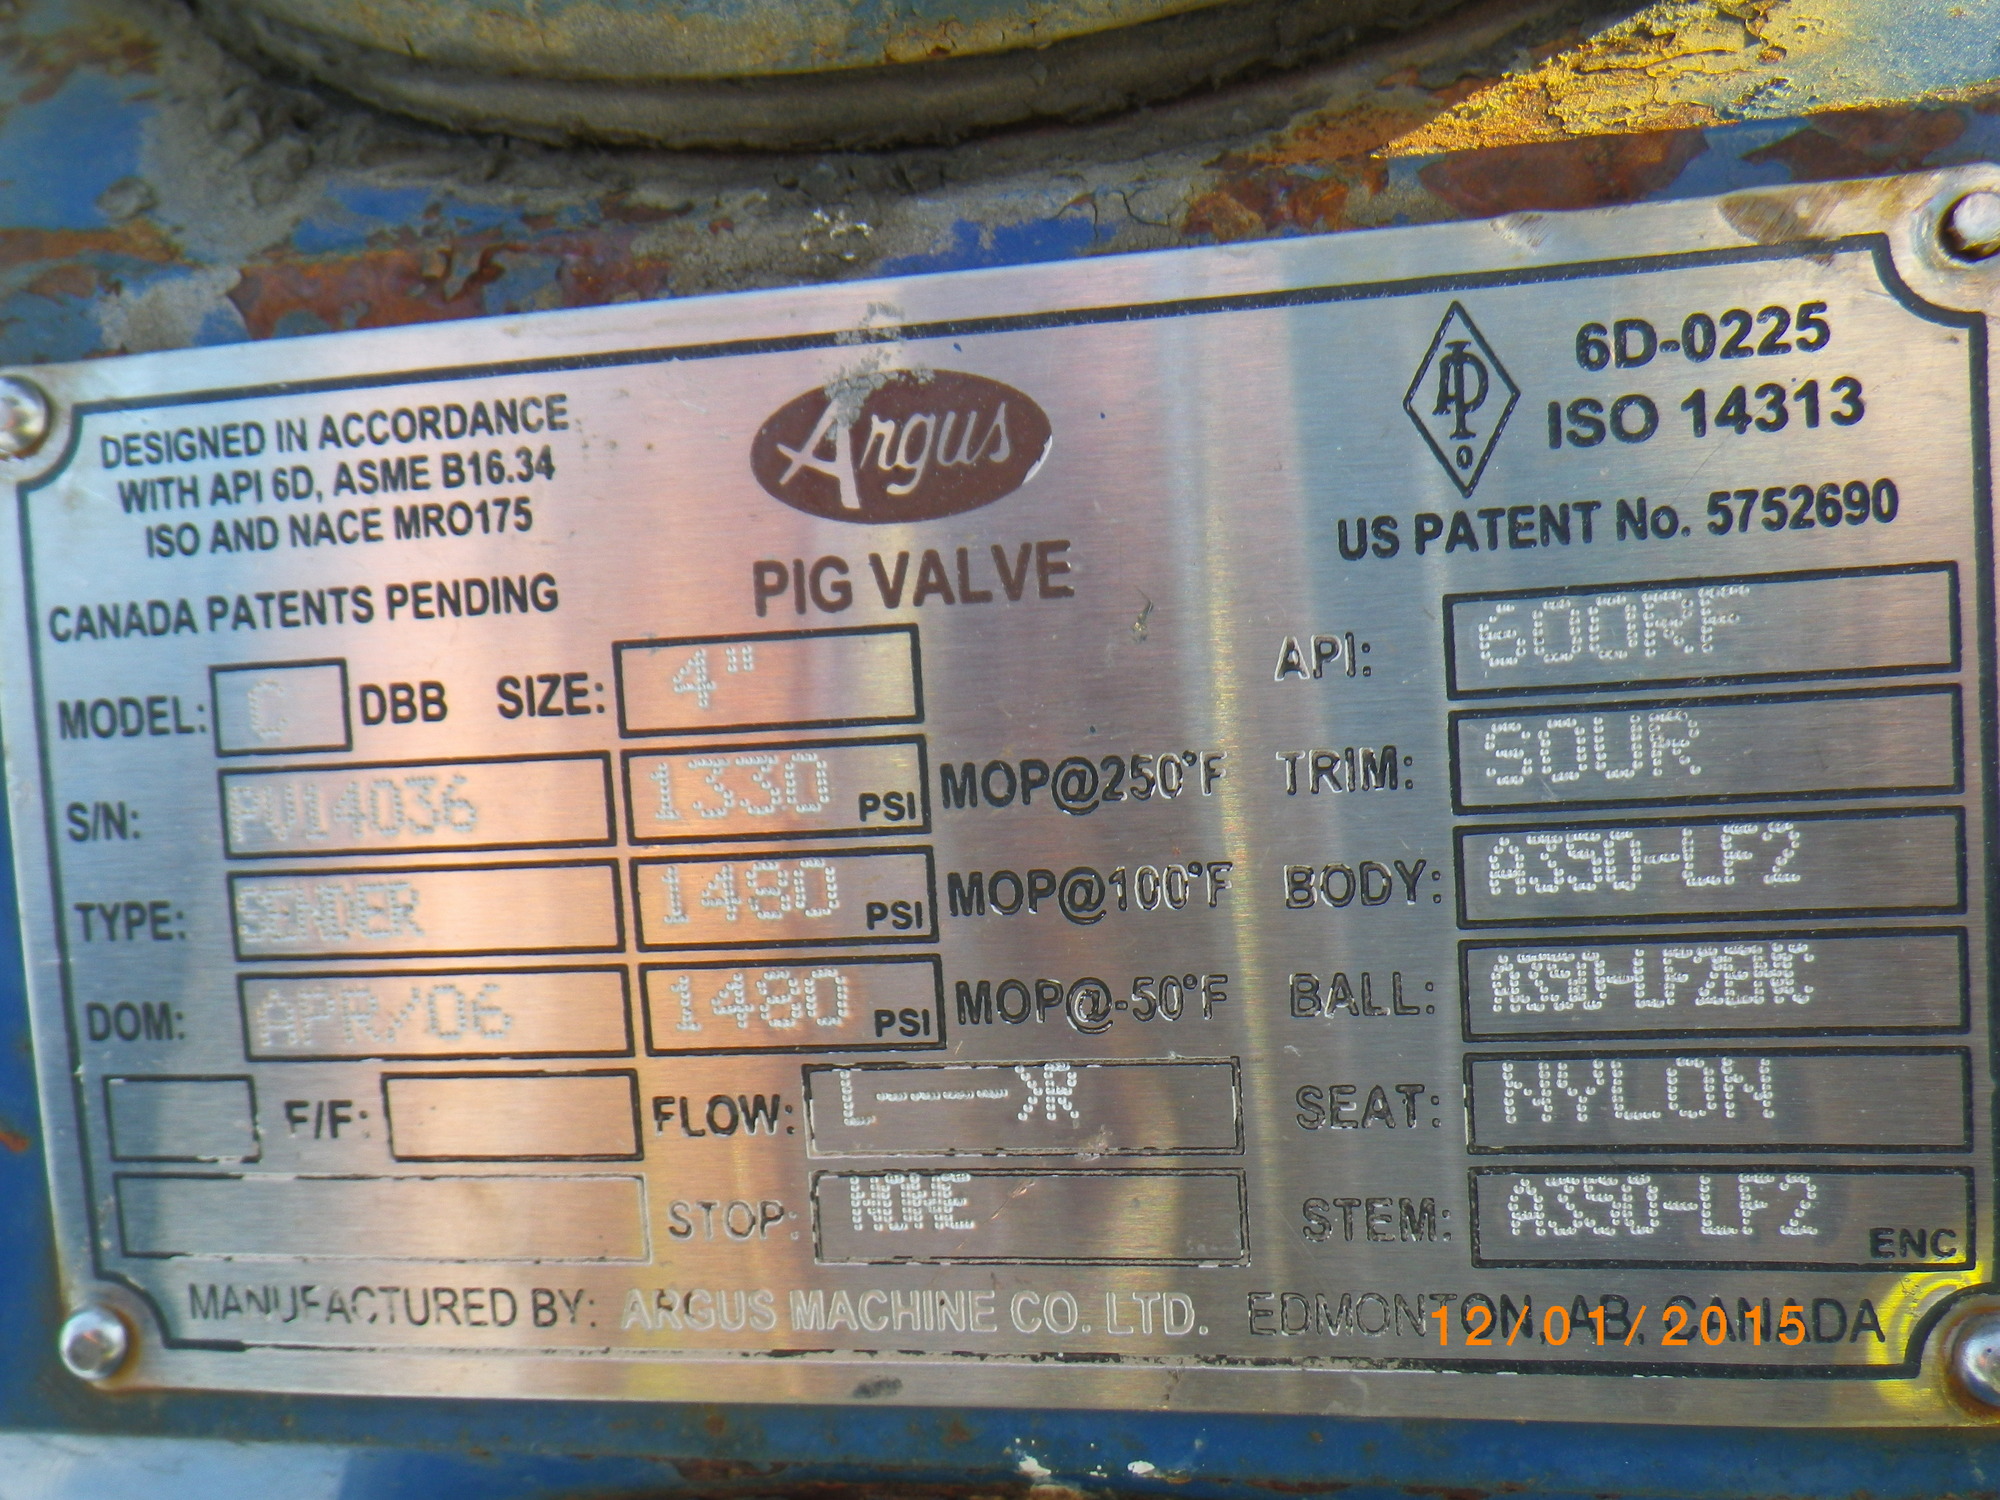 DESIGNED IN ACCORDANCE
WITH API 6D, ASME B16.34
ISO AND NACE MRO175
CANADA PATENTS PENDING
Argus
PIG VALVE
API
6D-0225
ISO 14313
US PATENT No. 5752690
MODEL: C DBB SIZE: 4"
S/N: PV14036 1330 PSI MOP@250°F
TYPE: SENDER 1480 PSI MOP@100°F
DOM: APR/06 1480 PSI MOP@-50°F
F/F: FLOW: L---->R
STOP: NONE
API: 600RF
TRIM: SOUR
BODY: A350-LF2
BALL: A350-LF2ENC
SEAT: NYLON
STEM: A350-LF2 ENC
MANUFACTURED BY: ARGUS MACHINE CO. LTD. EDMONTON, AB, CANADA
12/01/2015